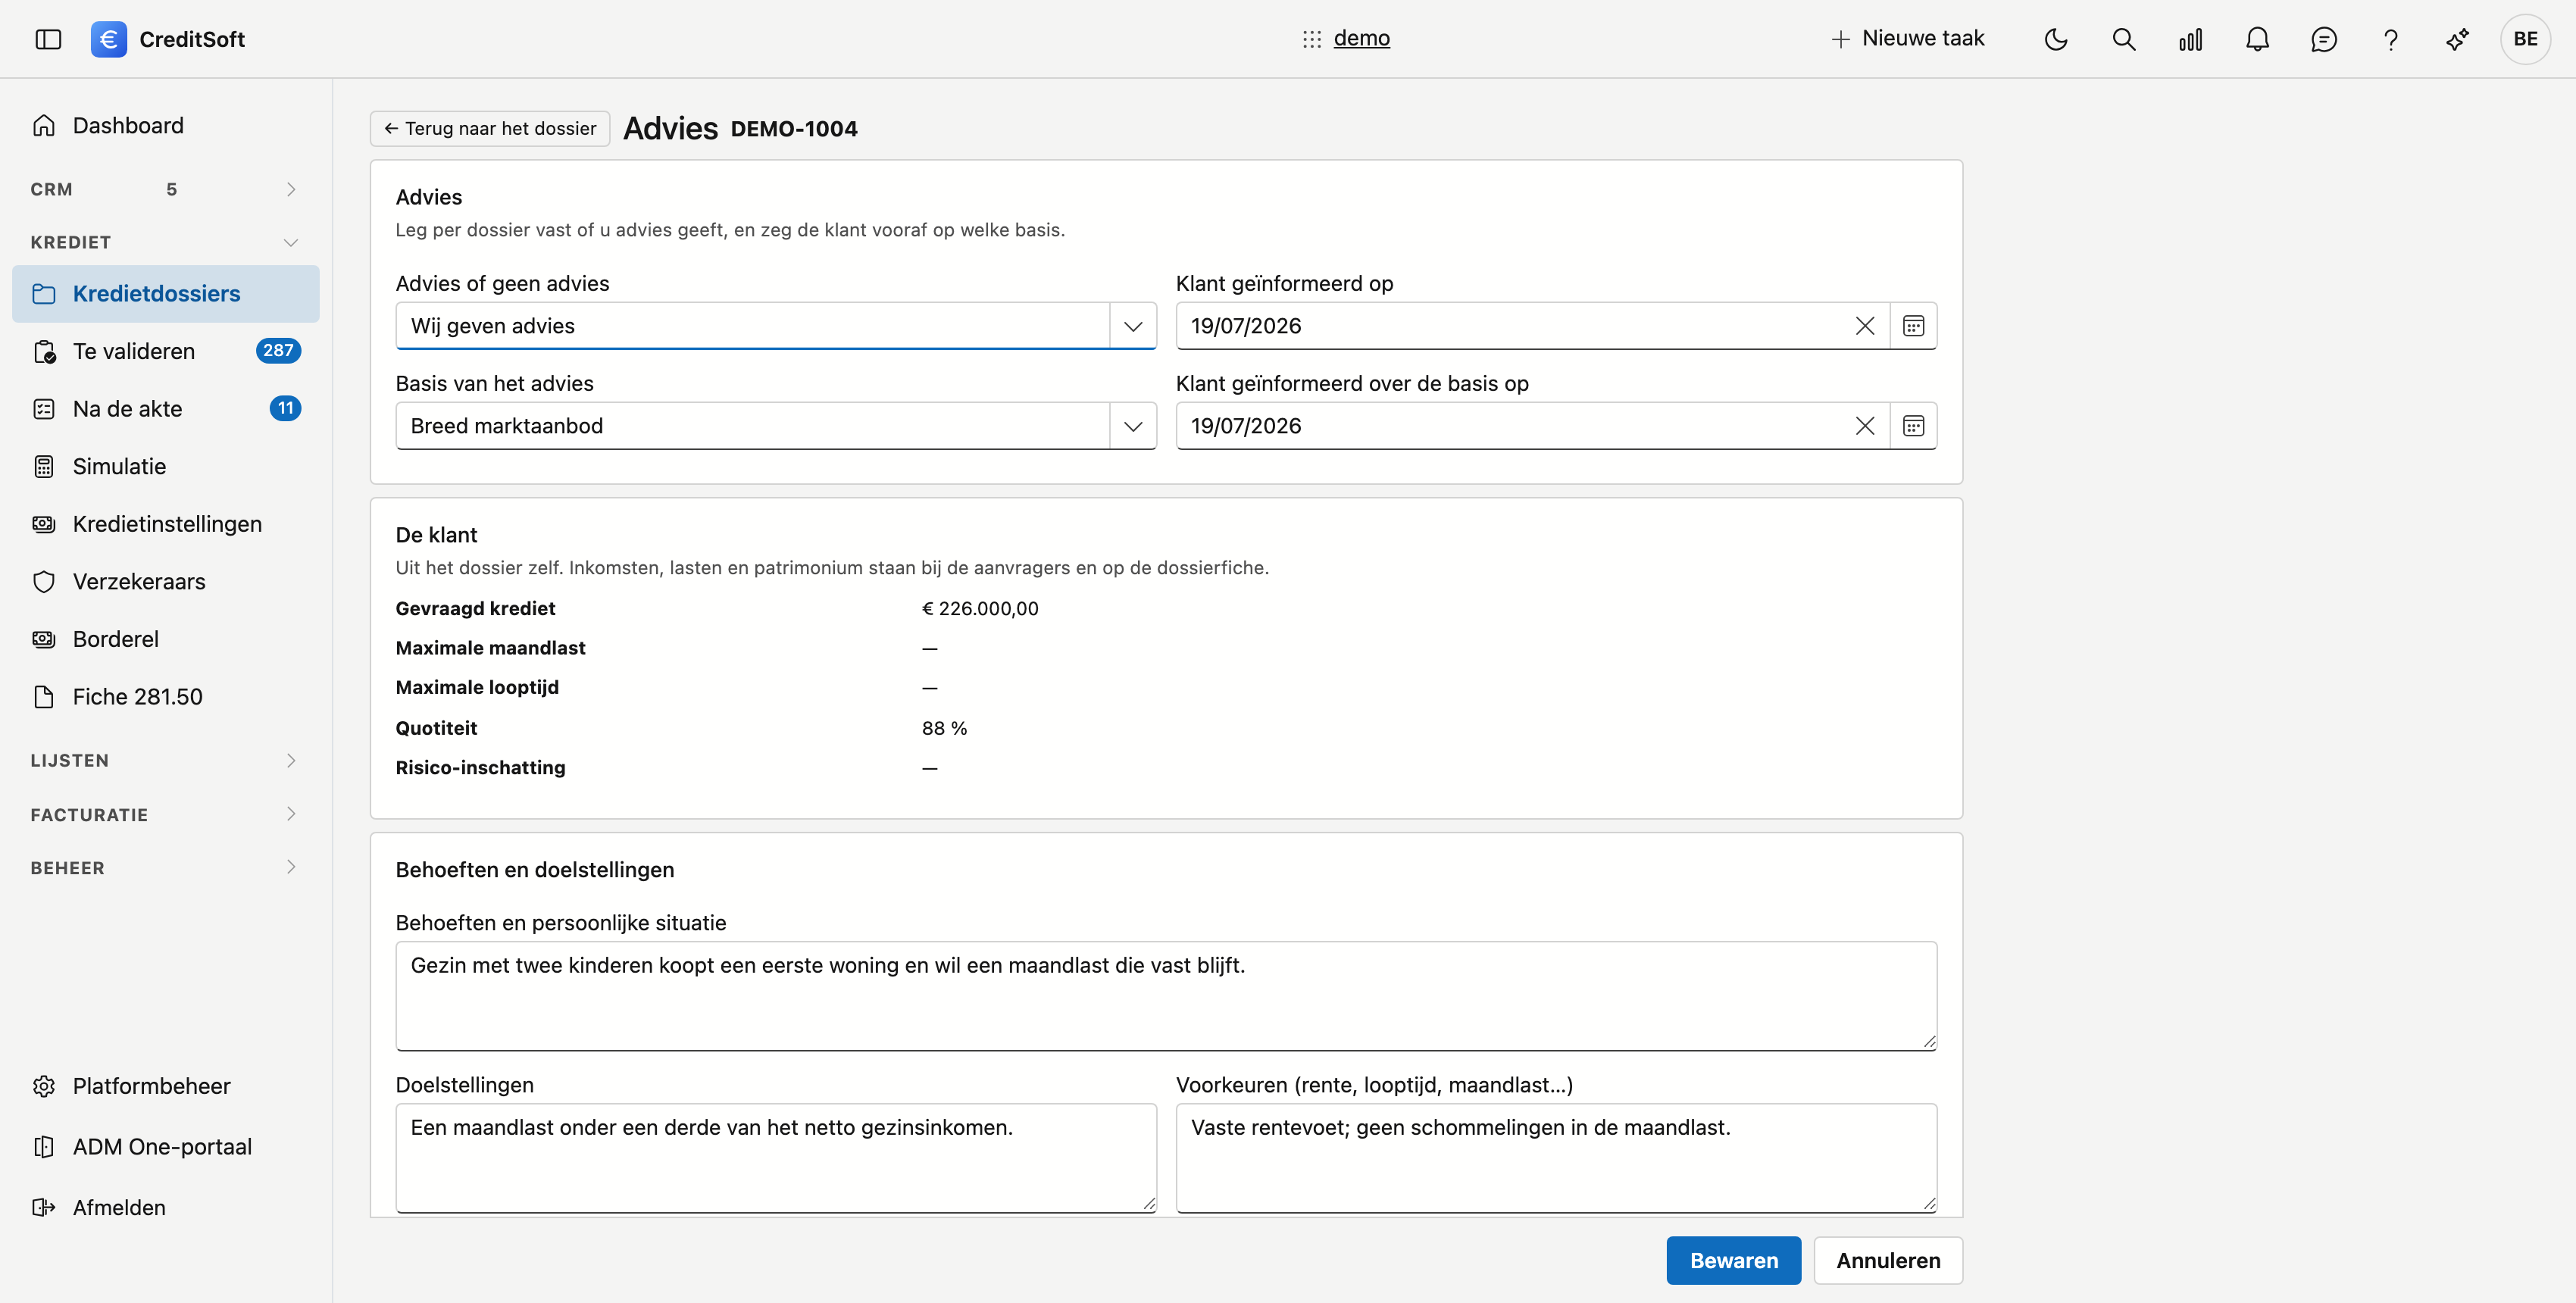 € CreditSoft
demo
Nieuwe taak
BE
Dashboard
CRM 5
KREDIET
Kredietdossiers
Te valideren 287
Na de akte 11
Simulatie
Kredietinstellingen
Verzekeraars
Borderel
Fiche 281.50
LIJSTEN
FACTURATIE
BEHEER
Platformbeheer
ADM One-portaal
Afmelden
← Terug naar het dossier Advies DEMO-1004
Advies
Leg per dossier vast of u advies geeft, en zeg de klant vooraf op welke basis.
Advies of geen advies Klant geïnformeerd op
Wij geven advies 19/07/2026
Basis van het advies Klant geïnformeerd over de basis op
Breed marktaanbod 19/07/2026
De klant
Uit het dossier zelf. Inkomsten, lasten en patrimonium staan bij de aanvragers en op de dossierfiche.
Gevraagd krediet € 226.000,00
Maximale maandlast —
Maximale looptijd —
Quotiteit 88 %
Risico-inschatting —
Behoeften en doelstellingen
Behoeften en persoonlijke situatie
Gezin met twee kinderen koopt een eerste woning en wil een maandlast die vast blijft.
Doelstellingen Voorkeuren (rente, looptijd, maandlast...)
Een maandlast onder een derde van het netto gezinsinkomen. Vaste rentevoet; geen schommelingen in de maandlast.
Bewaren Annuleren